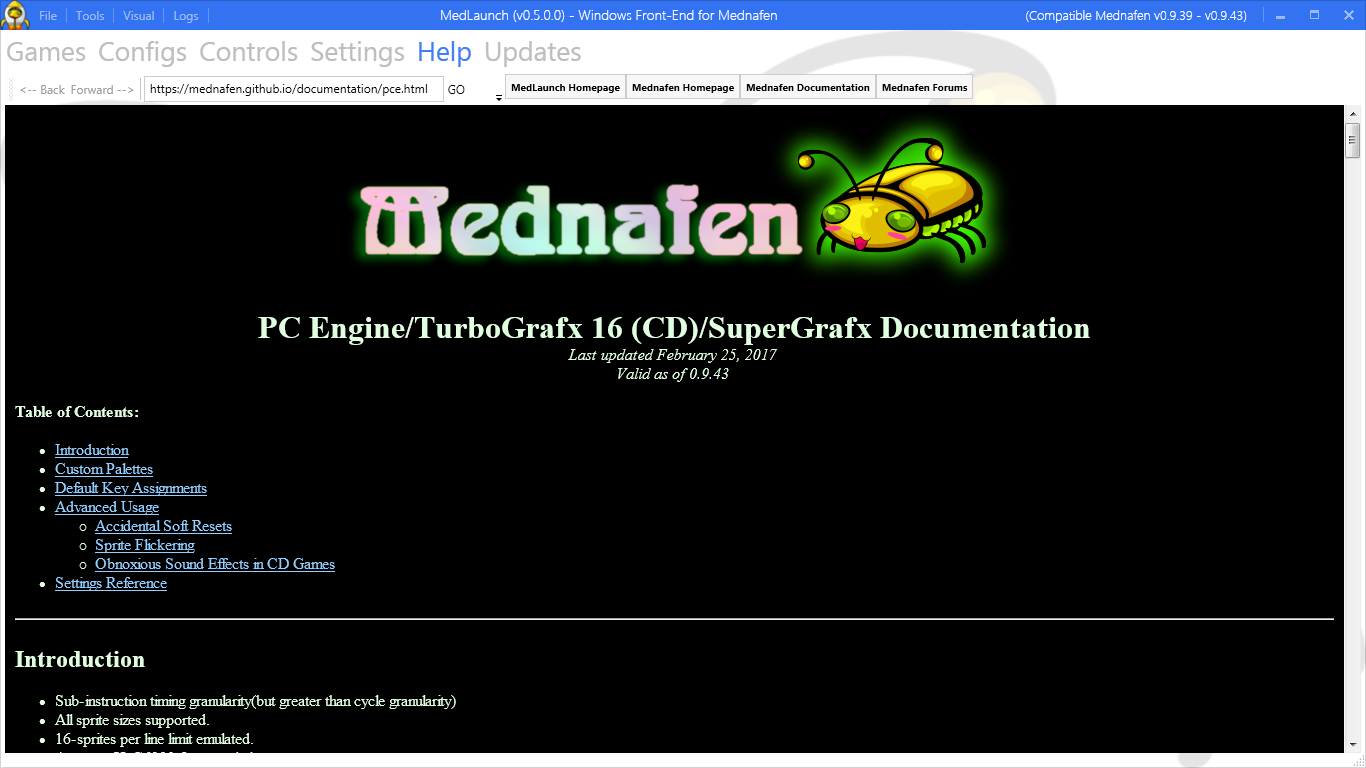 File Tools Visual Logs MedLaunch (v0.5.0.0) - Windows Front-End for Mednafen (Compatible Mednafen v0.9.39 - v0.9.43)
Games Configs Controls Settings Help Updates
<-- Back Forward --> https://mednafen.github.io/documentation/pce.html GO MedLaunch Homepage Mednafen Homepage Mednafen Documentation Mednafen Forums
Mednafen
PC Engine/TurboGrafx 16 (CD)/SuperGrafx Documentation
Last updated February 25, 2017
Valid as of 0.9.43
Table of Contents:
Introduction
Custom Palettes
Default Key Assignments
Advanced Usage
Accidental Soft Resets
Sprite Flickering
Obnoxious Sound Effects in CD Games
Settings Reference
Introduction
Sub-instruction timing granularity(but greater than cycle granularity)
All sprite sizes supported.
16-sprites per line limit emulated.